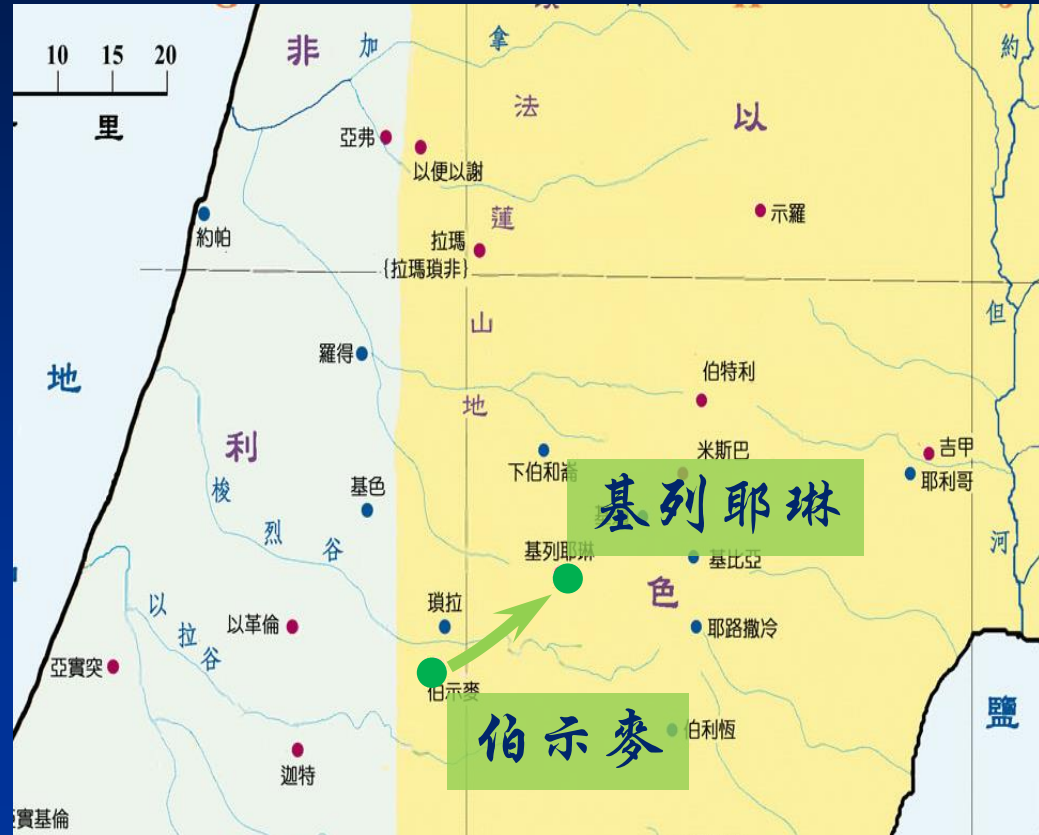 非
加
拿
10 15 20
里
法
以
亞弗
以便以謝
示羅
約
約帕
蓮
拉瑪
{拉瑪瑣非}
山
但
地
羅得
地
伯特利
利
下伯和崙
米斯巴
吉甲
耶利哥
梭
烈
谷
基色
基列耶琳
河
基列耶琳
基比亞
色
以
拉
谷
以革倫
瑣拉
耶路撒冷
亞實突
伯示麥
伯示麥
伯利恆
鹽
迦特
實基倫